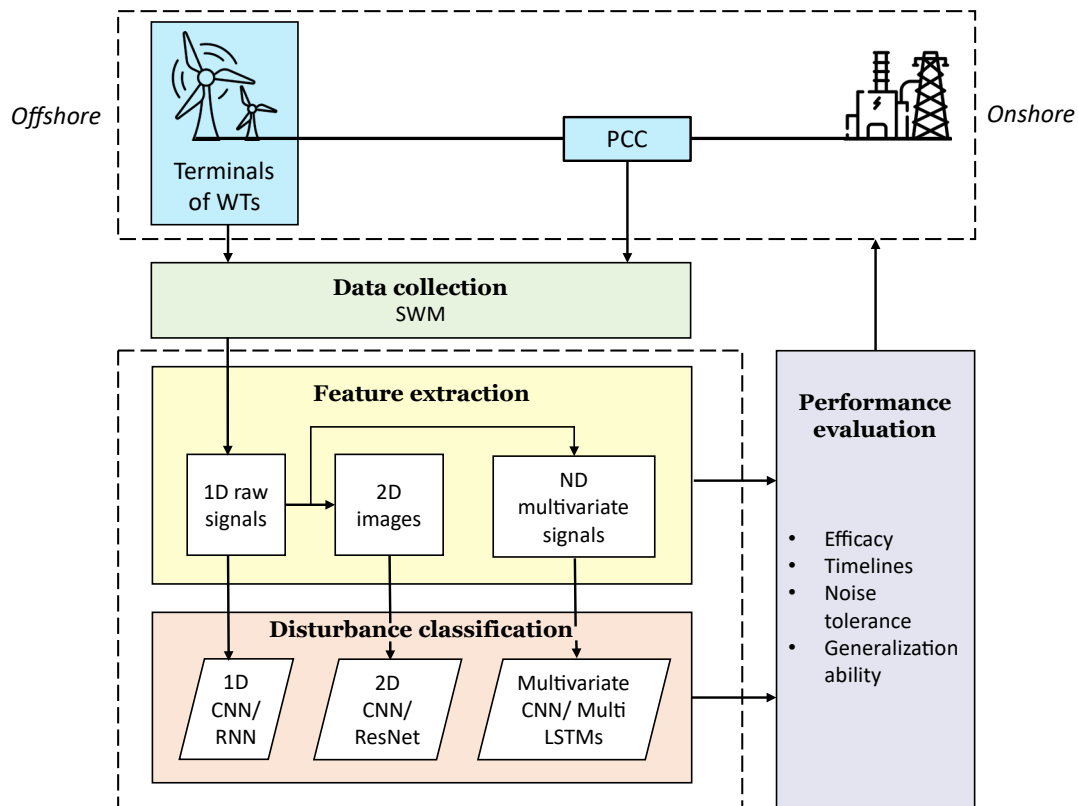 Offshore
Onshore
PCC
Terminals
of WTs
Data collection
SWM
Feature extraction
1D raw
signals
2D
images
ND
multivariate
signals
Disturbance classification
1D
CNN/
RNN
2D
CNN/
ResNet
Multivariate
CNN/ Multi
LSTMs
Performance
evaluation
• Efficacy
• Timelines
• Noise
tolerance
• Generalization
ability